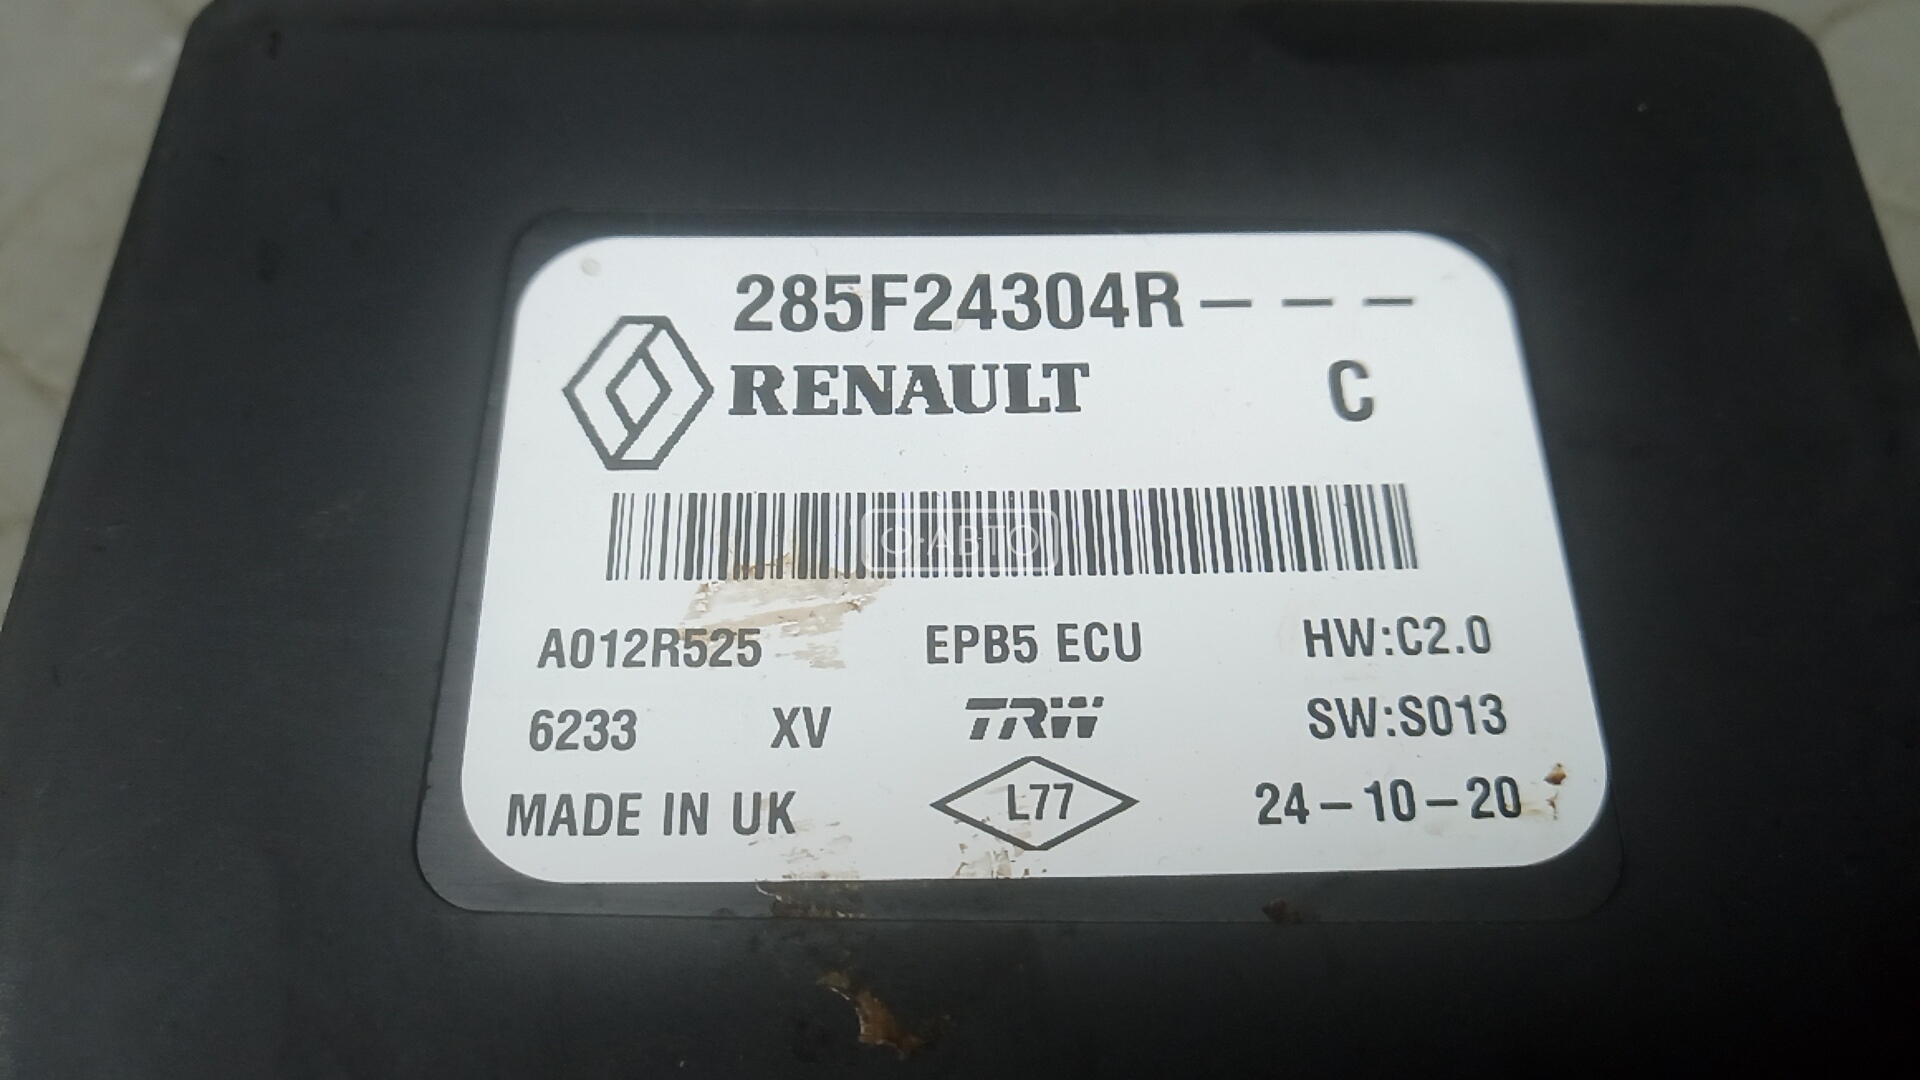 285F24304R---
RENAULT C
О·АВТО
A012R525 EPB5 ECU HW:C2.0
6233 XV TRW SW:S013
MADE IN UK L77 24-10-20